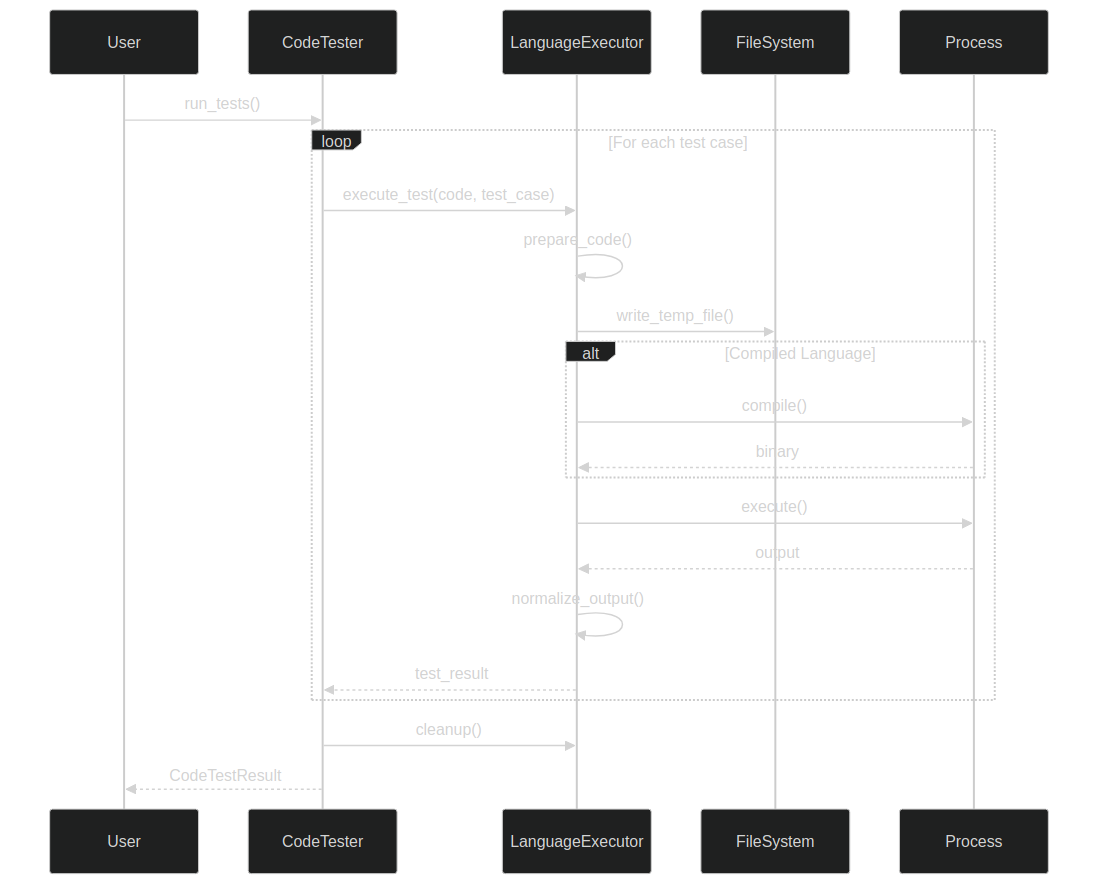 User
CodeTester
LanguageExecutor
FileSystem
Process
run_tests()
loop
[For each test case]
execute_test(code, test_case)
prepare_code()
write_temp_file()
alt
[Compiled Language]
compile()
binary
execute()
output
normalize_output()
test_result
cleanup()
CodeTestResult
User
CodeTester
LanguageExecutor
FileSystem
Process